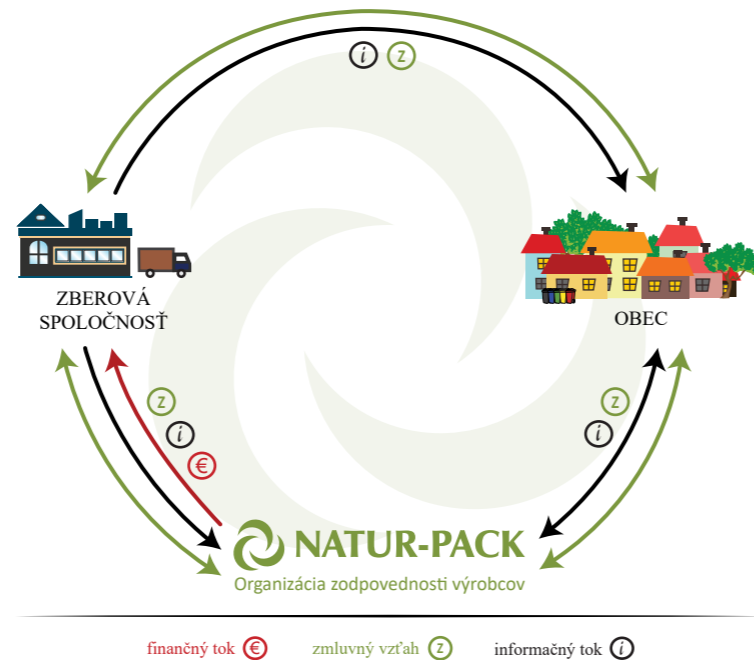 i z
ZBEROVÁ
SPOLOČNOSŤ
OBEC
z
i
€
z
i
NATUR-PACK
Organizácia zodpovednosti výrobcov
finančný tok € zmluvný vzťah z informačný tok i